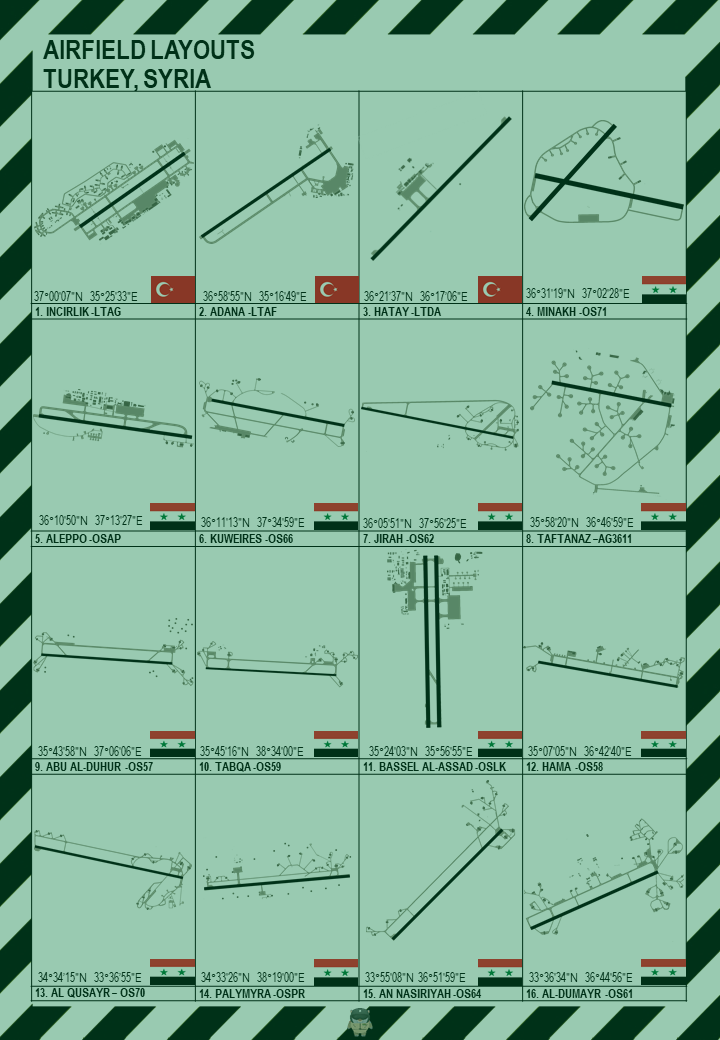 AIRFIELD LAYOUTS
TURKEY, SYRIA
37°00'07"N 35°25'33"E
1. INCIRLIK -LTAG
36°58'55"N 35°16'49"E
2. ADANA -LTAF
36°21'37"N 36°17'06"E
3. HATAY -LTDA
36°31'19"N 37°02'28"E
4. MINAKH -OS71
36°10'50"N 37°13'27"E
5. ALEPPO -OSAP
36°11'13"N 37°34'59"E
6. KUWEIRES -OS66
36°05'51"N 37°56'25"E
7. JIRAH -OS62
35°58'20"N 36°46'59"E
8. TAFTANAZ –AG3611
35°43'58"N 37°06'06"E
9. ABU AL-DUHUR -OS57
35°45'16"N 38°34'00"E
10. TABQA -OS59
35°24'03"N 35°56'55"E
11. BASSEL AL-ASSAD -OSLK
35°07'05"N 36°42'40"E
12. HAMA -OS58
34°34'15"N 33°36'55"E
13. AL QUSAYR – OS70
34°33'26"N 38°19'00"E
14. PALYMYRA -OSPR
33°55'08"N 36°51'59"E
15. AN NASIRIYAH -OS64
33°36'34"N 36°44'56"E
16. AL-DUMAYR -OS61